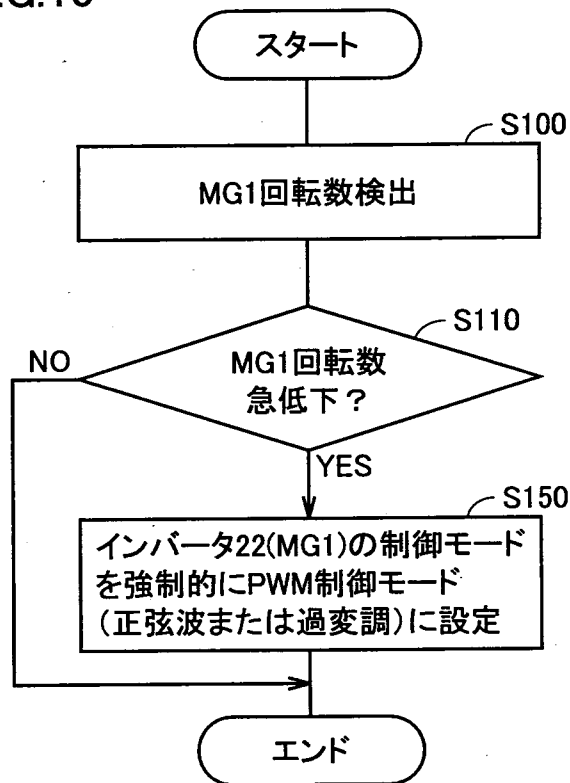 スタート
S100
MG1回転数検出
S110
NO
MG1回転数
急低下？
YES
S150
インバータ22(MG1)の制御モード
を強制的にPWM制御モード
（正弦波または過変調）に設定
エンド